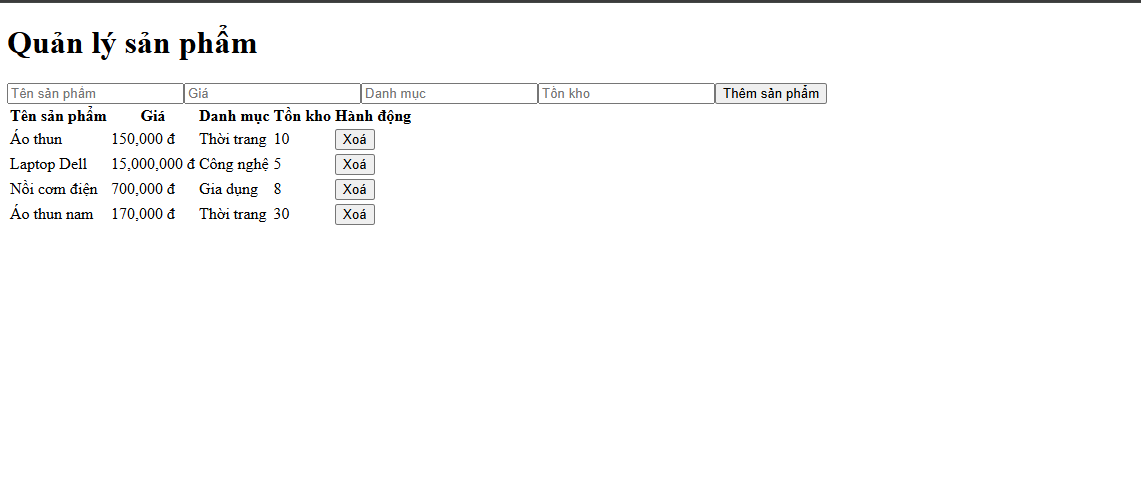 Quản lý sản phẩm
Tên sản phẩm Giá Danh mục Tồn kho Thêm sản phẩm
Tên sản phẩm Giá Danh mục Tồn kho Hành động
Áo thun 150,000 đ Thời trang 10 Xoá
Laptop Dell 15,000,000 đ Công nghệ 5 Xoá
Nồi cơm điện 700,000 đ Gia dụng 8 Xoá
Áo thun nam 170,000 đ Thời trang 30 Xoá